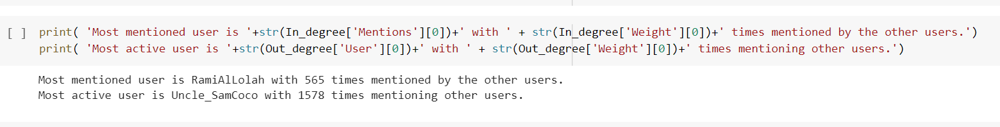 [ ] print( 'Most mentioned user is '+str(In_degree['Mentions'][0])+' with ' + str(In_degree['Weight'][0])+' times mentioned by the other users.')
print( 'Most active user is '+str(Out_degree['User'][0])+' with ' + str(Out_degree['Weight'][0])+' times mentioning other users.')
Most mentioned user is RamiAlLolah with 565 times mentioned by the other users.
Most active user is Uncle_SamCoco with 1578 times mentioning other users.